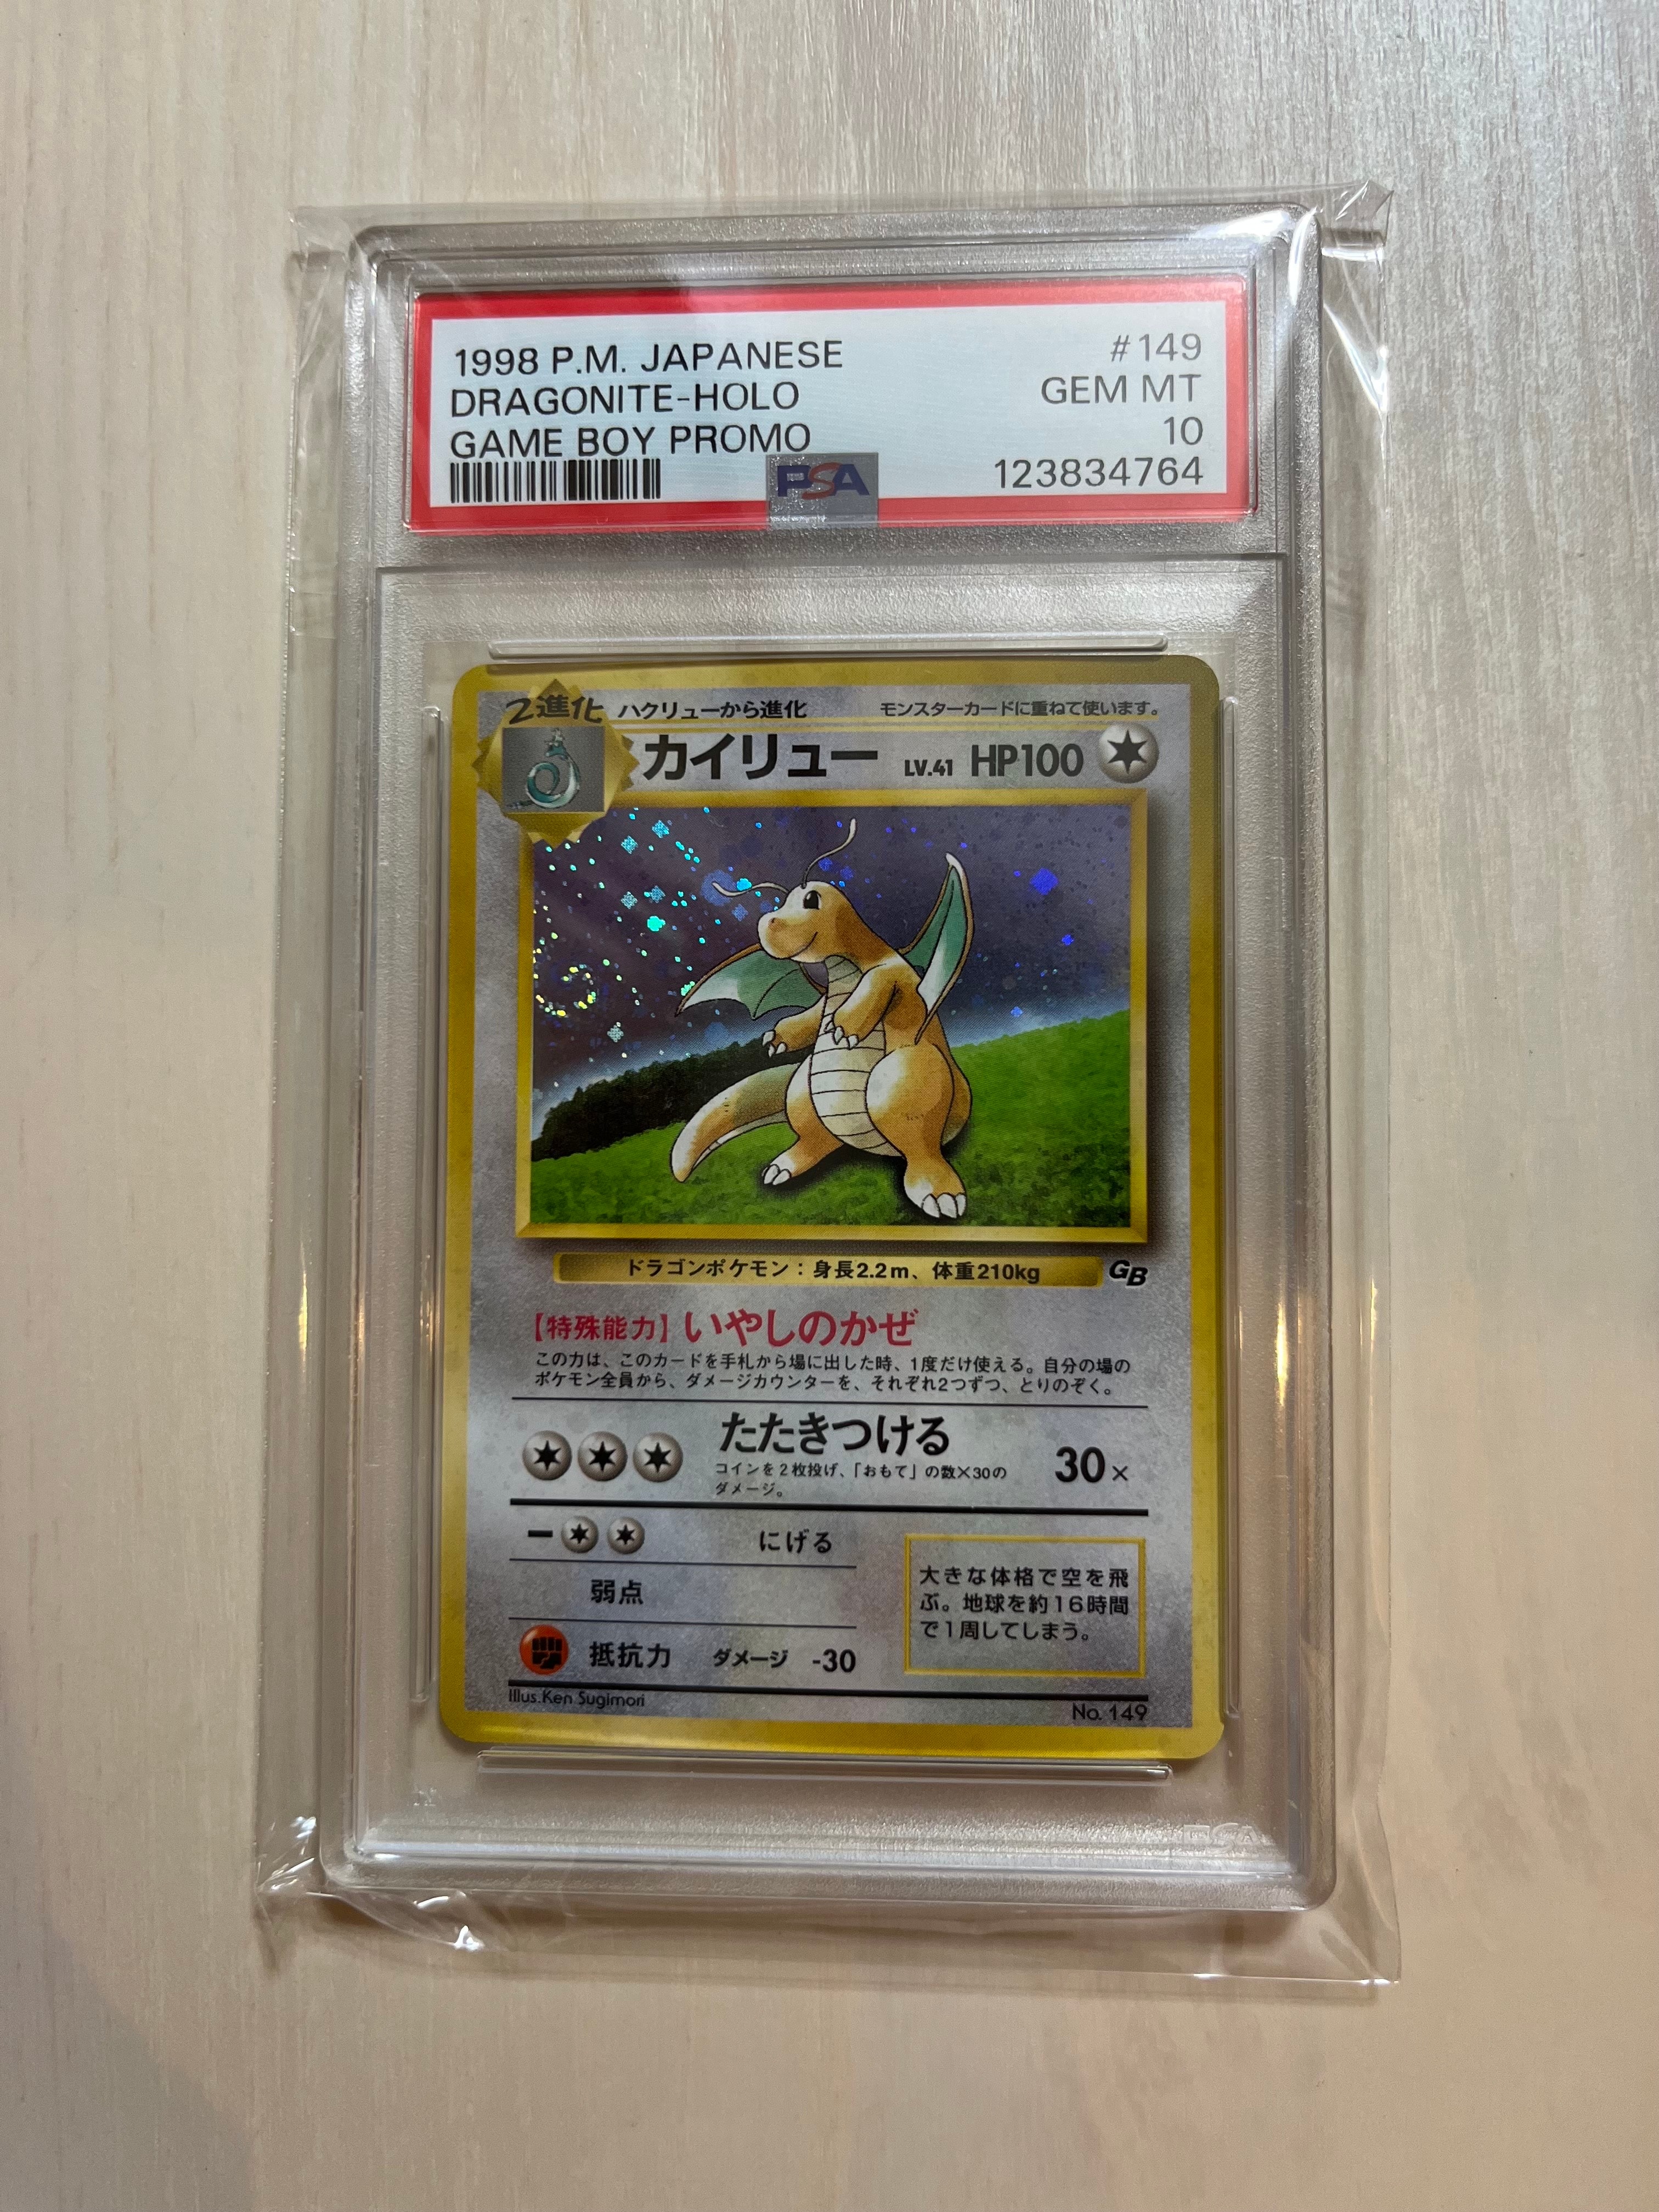 1998 P.M. JAPANESE #149
DRAGONITE-HOLO GEM MT
GAME BOY PROMO 10
PSA 123834764
2進化 ハクリューから進化 モンスターカードに重ねて使います。
カイリュー LV.41 HP100
ドラゴンポケモン：身長2.2m、体重210kg GB
【特殊能力】いやしのかぜ
この力は、このカードを手札から場に出した時、1度だけ使える。自分の場の
ポケモン全員から、ダメージカウンターを、それぞれ2つずつ、とりのぞく。
たたきつける 30×
コインを2枚投げ、「おもて」の数×30の
ダメージ。
ー にげる
弱点
抵抗力 ダメージ -30
大きな体格で空を飛
ぶ。地球を約16時間
で1周してしまう。
Illus.Ken Sugimori No. 149
PSA